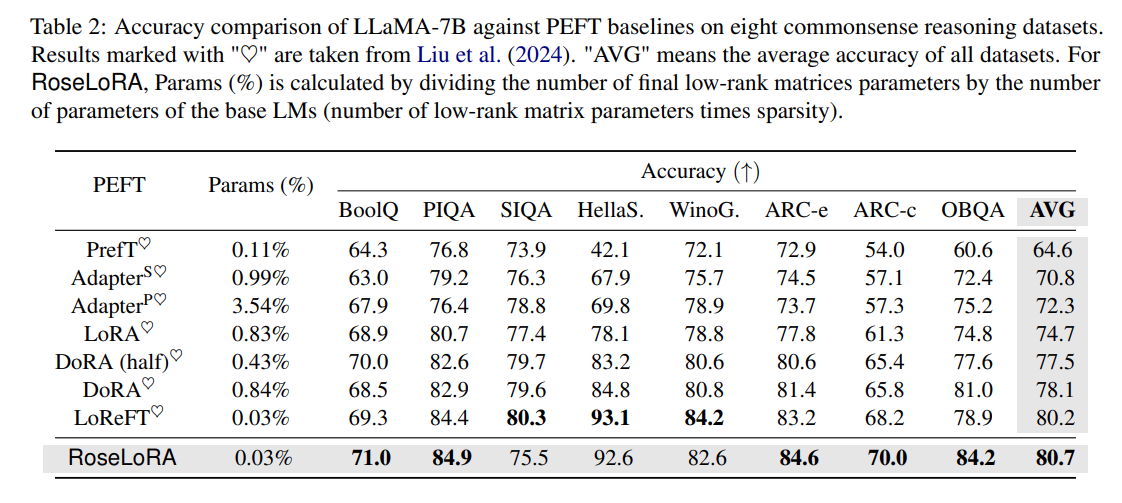 Table 2: Accuracy comparison of LLaMA-7B against PEFT baselines on eight commonsense reasoning datasets.
Results marked with "♡" are taken from Liu et al. (2024). "AVG" means the average accuracy of all datasets. For
RoseLoRA, Params (%) is calculated by dividing the number of final low-rank matrices parameters by the number
of parameters of the base LMs (number of low-rank matrix parameters times sparsity).
PEFT Params (%) Accuracy (↑)
BoolQ PIQA SIQA HellaS. WinoG. ARC-e ARC-c OBQA AVG
PrefT♡ 0.11% 64.3 76.8 73.9 42.1 72.1 72.9 54.0 60.6 64.6
Adapterˢ♡ 0.99% 63.0 79.2 76.3 67.9 75.7 74.5 57.1 72.4 70.8
Adapterᴾ♡ 3.54% 67.9 76.4 78.8 69.8 78.9 73.7 57.3 75.2 72.3
LoRA♡ 0.83% 68.9 80.7 77.4 78.1 78.8 77.8 61.3 74.8 74.7
DoRA (half)♡ 0.43% 70.0 82.6 79.7 83.2 80.6 80.6 65.4 77.6 77.5
DoRA♡ 0.84% 68.5 82.9 79.6 84.8 80.8 81.4 65.8 81.0 78.1
LoReFT♡ 0.03% 69.3 84.4 80.3 93.1 84.2 83.2 68.2 78.9 80.2
RoseLoRA 0.03% 71.0 84.9 75.5 92.6 82.6 84.6 70.0 84.2 80.7